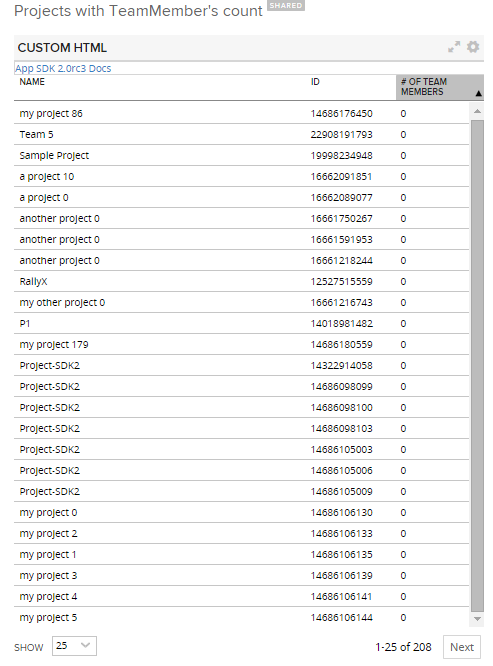 Projects with TeamMember's count SHARED
CUSTOM HTML
App SDK 2.0rc3 Docs
NAME ID # OF TEAM MEMBERS
my project 86 14686176450 0
Team 5 22908191793 0
Sample Project 19998234948 0
a project 10 16662091851 0
a project 0 16662089077 0
another project 0 16661750267 0
another project 0 16661591953 0
another project 0 16661218244 0
RallyX 12527515559 0
my other project 0 16661216743 0
P1 14018981482 0
my project 179 14686180559 0
Project-SDK2 14322914058 0
Project-SDK2 14686098099 0
Project-SDK2 14686098100 0
Project-SDK2 14686098103 0
Project-SDK2 14686105003 0
Project-SDK2 14686105006 0
Project-SDK2 14686105009 0
my project 0 14686106130 0
my project 2 14686106133 0
my project 1 14686106135 0
my project 3 14686106139 0
my project 4 14686106141 0
my project 5 14686106144 0
SHOW 25 1-25 of 208 Next